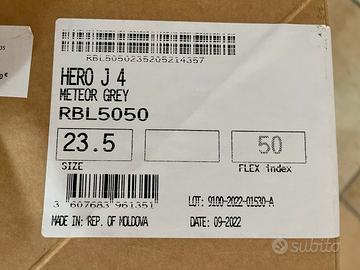 RBL5050235205214357
HERO J 4
METEOR GREY
RBL5050
23.5
50
SIZE
FLEX index
3 607683 961351
LOT: 9100-2022-01530-A
MADE IN: REP. OF MOLDOVA
DATE: 09-2022
subito